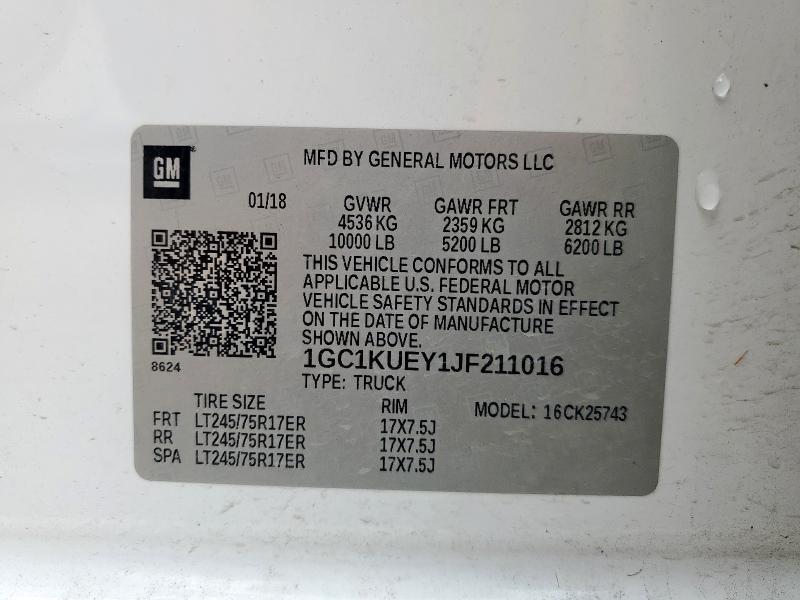 GM
MFD BY GENERAL MOTORS LLC
01/18 GVWR GAWR FRT GAWR RR
4536 KG 2359 KG 2812 KG
10000 LB 5200 LB 6200 LB
THIS VEHICLE CONFORMS TO ALL
APPLICABLE U.S. FEDERAL MOTOR
VEHICLE SAFETY STANDARDS IN EFFECT
ON THE DATE OF MANUFACTURE
SHOWN ABOVE.
8624
1GC1KUEY1JF211016
TYPE: TRUCK
TIRE SIZE RIM MODEL: 16CK25743
FRT LT245/75R17ER 17X7.5J
RR LT245/75R17ER 17X7.5J
SPA LT245/75R17ER 17X7.5J